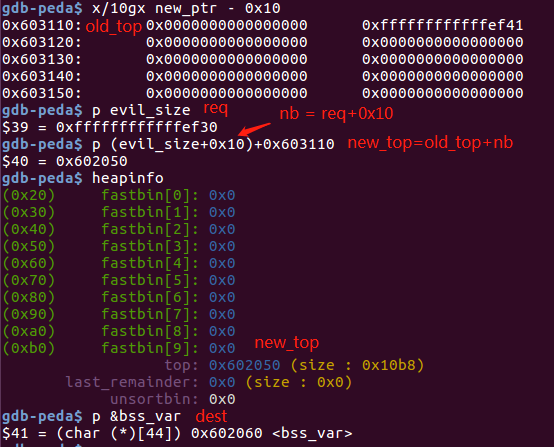 gdb-peda$ x/10gx new_ptr - 0x10
0x603110: old_top 0x0000000000000000 0xffffffffffffef41
0x603120: 0x0000000000000000 0x0000000000000000
0x603130: 0x0000000000000000 0x0000000000000000
0x603140: 0x0000000000000000 0x0000000000000000
0x603150: 0x0000000000000000 0x0000000000000000
gdb-peda$ p evil_size req
$39 = 0xffffffffffffef30 nb = req+0x10
gdb-peda$ p (evil_size+0x10)+0x603110 new_top=old_top+nb
$40 = 0x602050
gdb-peda$ heapinfo
(0x20) fastbin[0]: 0x0
(0x30) fastbin[1]: 0x0
(0x40) fastbin[2]: 0x0
(0x50) fastbin[3]: 0x0
(0x60) fastbin[4]: 0x0
(0x70) fastbin[5]: 0x0
(0x80) fastbin[6]: 0x0
(0x90) fastbin[7]: 0x0
(0xa0) fastbin[8]: 0x0
(0xb0) fastbin[9]: 0x0 new_top
top: 0x602050 (size : 0x10b8)
last_remainder: 0x0 (size : 0x0)
unsortbin: 0x0
gdb-peda$ p &bss_var dest
$41 = (char (*)[44]) 0x602060 <bss_var>